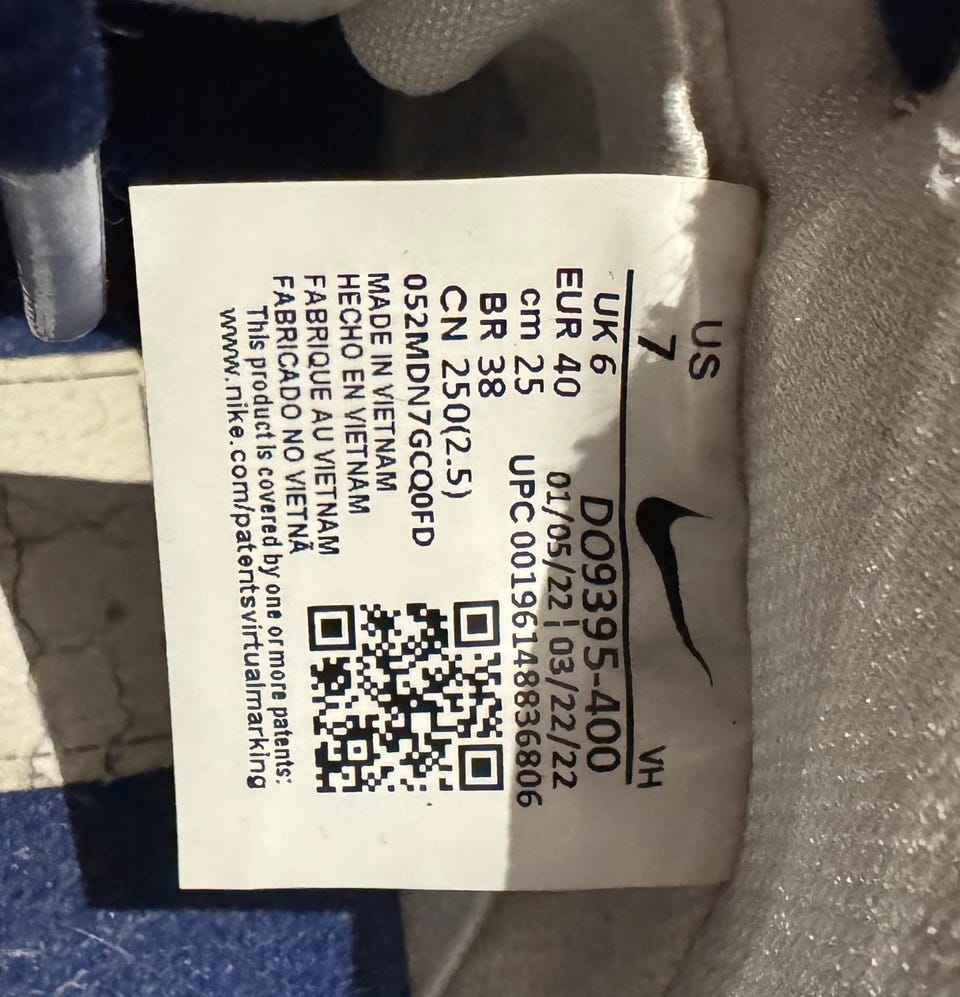 US
7
VH
UK 6
EUR 40
cm 25
BR 38
CN 250(2.5)
DO9395-400
01/05/22 | 03/22/22
UPC 00196148836806
052MDN7GCQ0FD
MADE IN VIETNAM
HECHO EN VIETNAM
FABRIQUE AU VIETNAM
FABRICADO NO VIETNÃ
This product is covered by one or more patents:
www.nike.com/patentsvirtualmarking